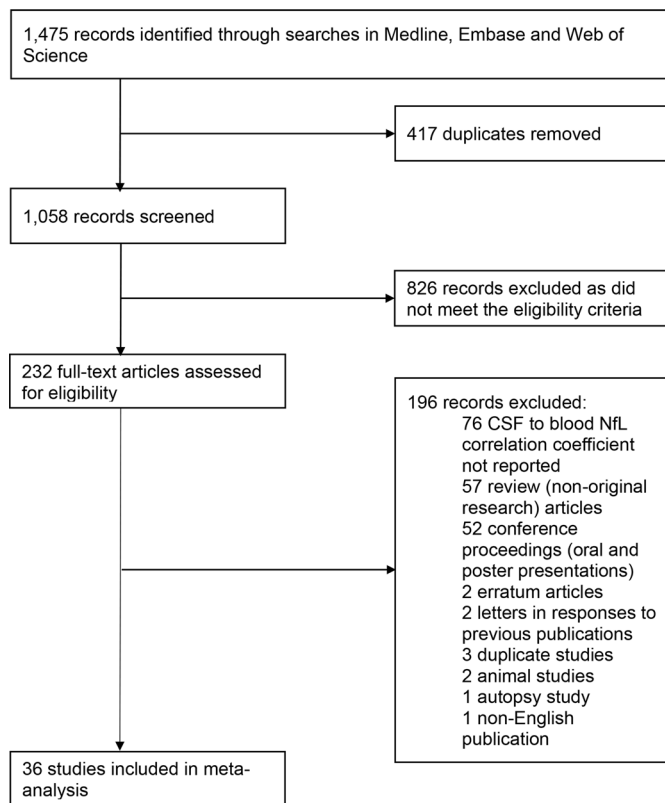 1,475 records identified through searches in Medline, Embase and Web of
Science
417 duplicates removed
1,058 records screened
826 records excluded as did
not meet the eligibility criteria
232 full-text articles assessed
for eligibility
196 records excluded:
76 CSF to blood NfL
correlation coefficient
not reported
57 review (non-original
research) articles
52 conference
proceedings (oral and
poster presentations)
2 erratum articles
2 letters in responses to
previous publications
3 duplicate studies
2 animal studies
1 autopsy study
1 non-English
publication
36 studies included in meta-
analysis